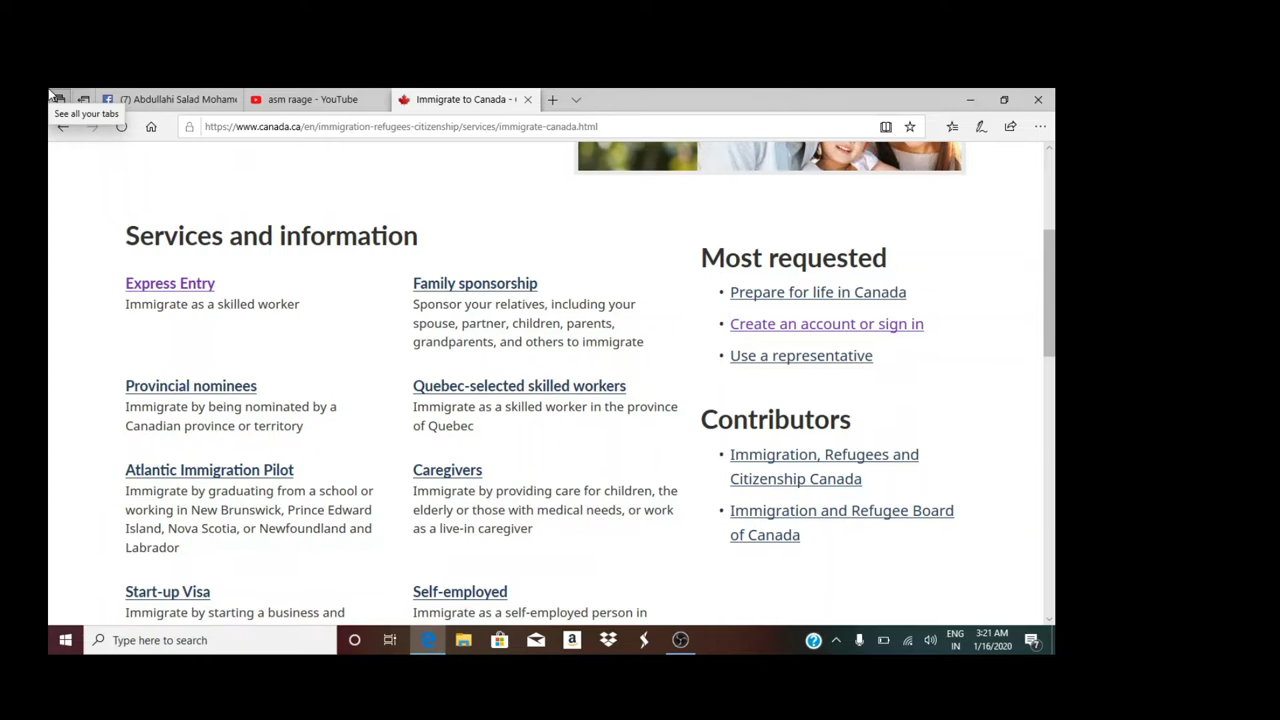 (7) Abdullahi Salad Mohame
asm raage - YouTube
Immigrate to Canada -
See all your tabs
https://www.canada.ca/en/immigration-refugees-citizenship/services/immigrate-canada.html
Services and information
Express Entry
Immigrate as a skilled worker
Family sponsorship
Sponsor your relatives, including your
spouse, partner, children, parents,
grandparents, and others to immigrate
Provincial nominees
Immigrate by being nominated by a
Canadian province or territory
Quebec-selected skilled workers
Immigrate as a skilled worker in the province
of Quebec
Atlantic Immigration Pilot
Immigrate by graduating from a school or
working in New Brunswick, Prince Edward
Island, Nova Scotia, or Newfoundland and
Labrador
Caregivers
Immigrate by providing care for children, the
elderly or those with medical needs, or work
as a live-in caregiver
Start-up Visa
Immigrate by starting a business and
Self-employed
Immigrate as a self-employed person in
Most requested
• Prepare for life in Canada
• Create an account or sign in
• Use a representative
Contributors
• Immigration, Refugees and
Citizenship Canada
• Immigration and Refugee Board
of Canada
Type here to search
ENG
IN
3:21 AM
1/16/2020